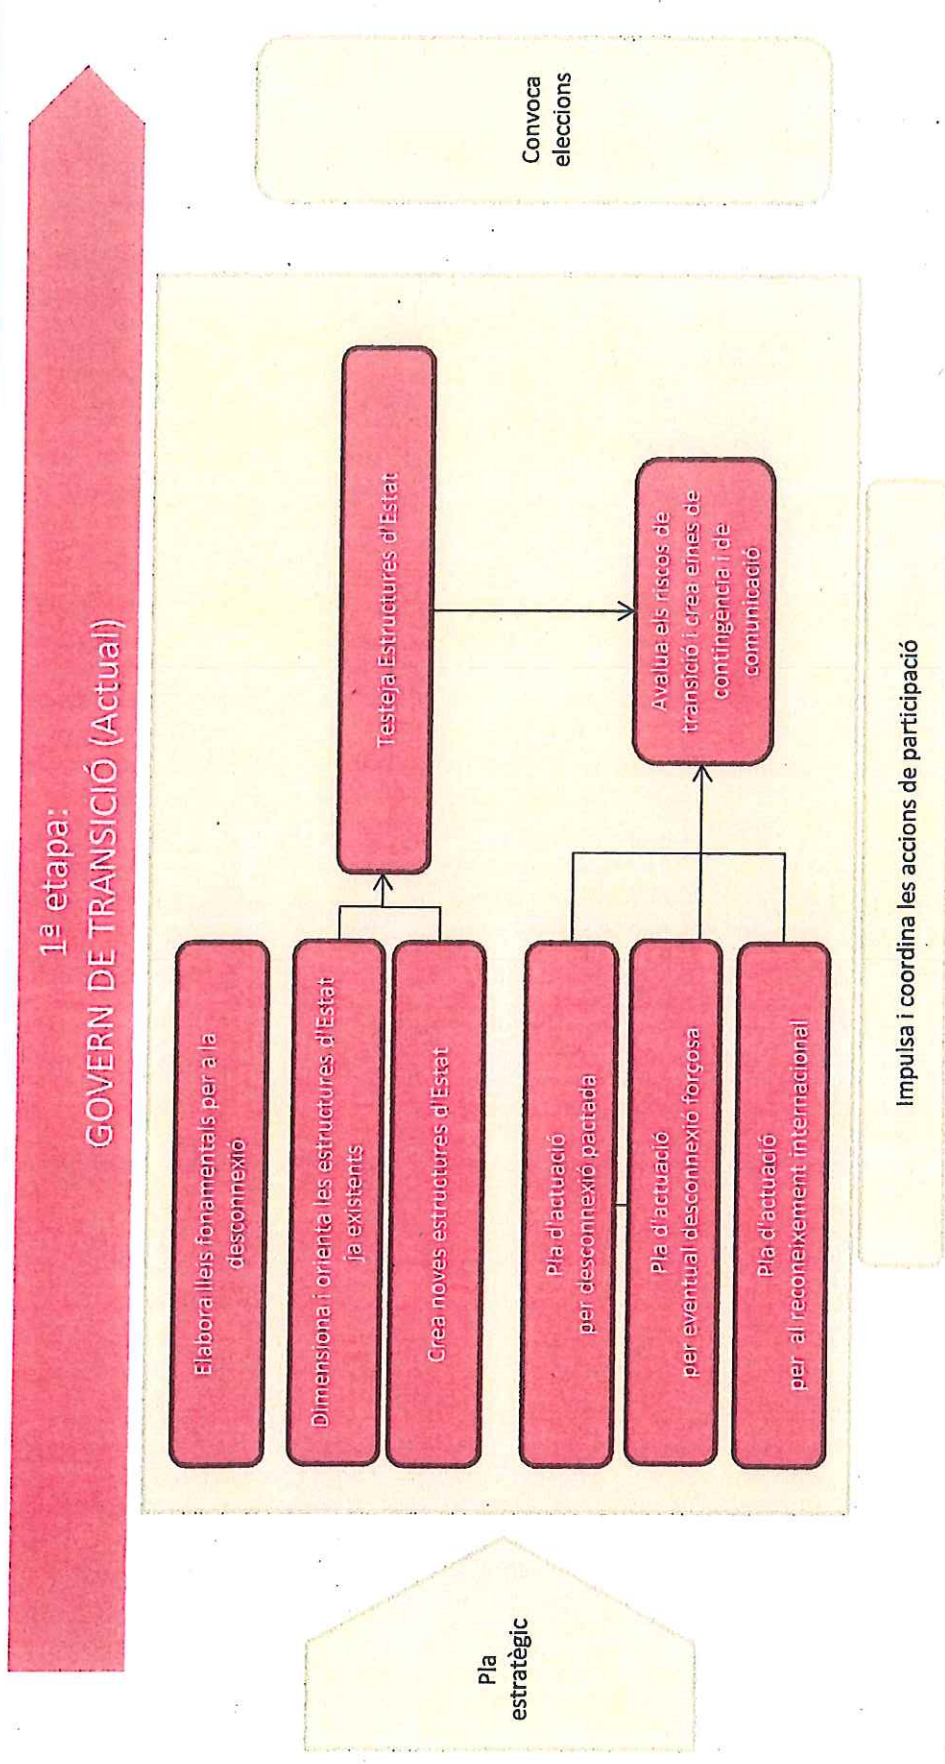 1ª etapa:
GOVERN DE TRANSICIÓ (Actual)
Pla
estratègic
Elabora lleis fonamentals per a la
desconnexió
Dimensiona i orienta les estructures d'Estat
ja existents
Crea noves estructures d'Estat
Testeja Estructures d'Estat
Pla d'actuació
per desconnexió pactada
Pla d'actuació
per eventual desconnexió forçosa
Pla d'actuació
per al reconeixement internacional
Avalua els riscos de
transició i crea eines de
contingència i de
comunicació
Convoca
eleccions
Impulsa i coordina les accions de participació